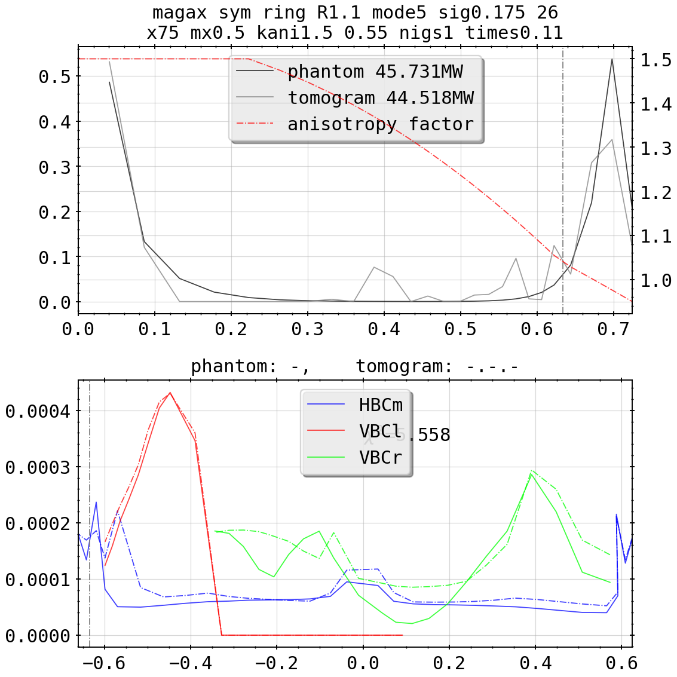 magax sym ring R1.1 mode5 sig0.175 26
x75 mx0.5 kani1.5 0.55 nigs1 times0.11
phantom 45.731MW
tomogram 44.518MW
anisotropy factor
0.5
0.4
0.3
0.2
0.1
0.0
1.5
1.4
1.3
1.2
1.1
1.0
0.0 0.1 0.2 0.3 0.4 0.5 0.6 0.7
phantom: -, tomogram: -.-.-
HBCm
VBCl
VBCr
.558
0.0004
0.0003
0.0002
0.0001
0.0000
−0.6 −0.4 −0.2 0.0 0.2 0.4 0.6